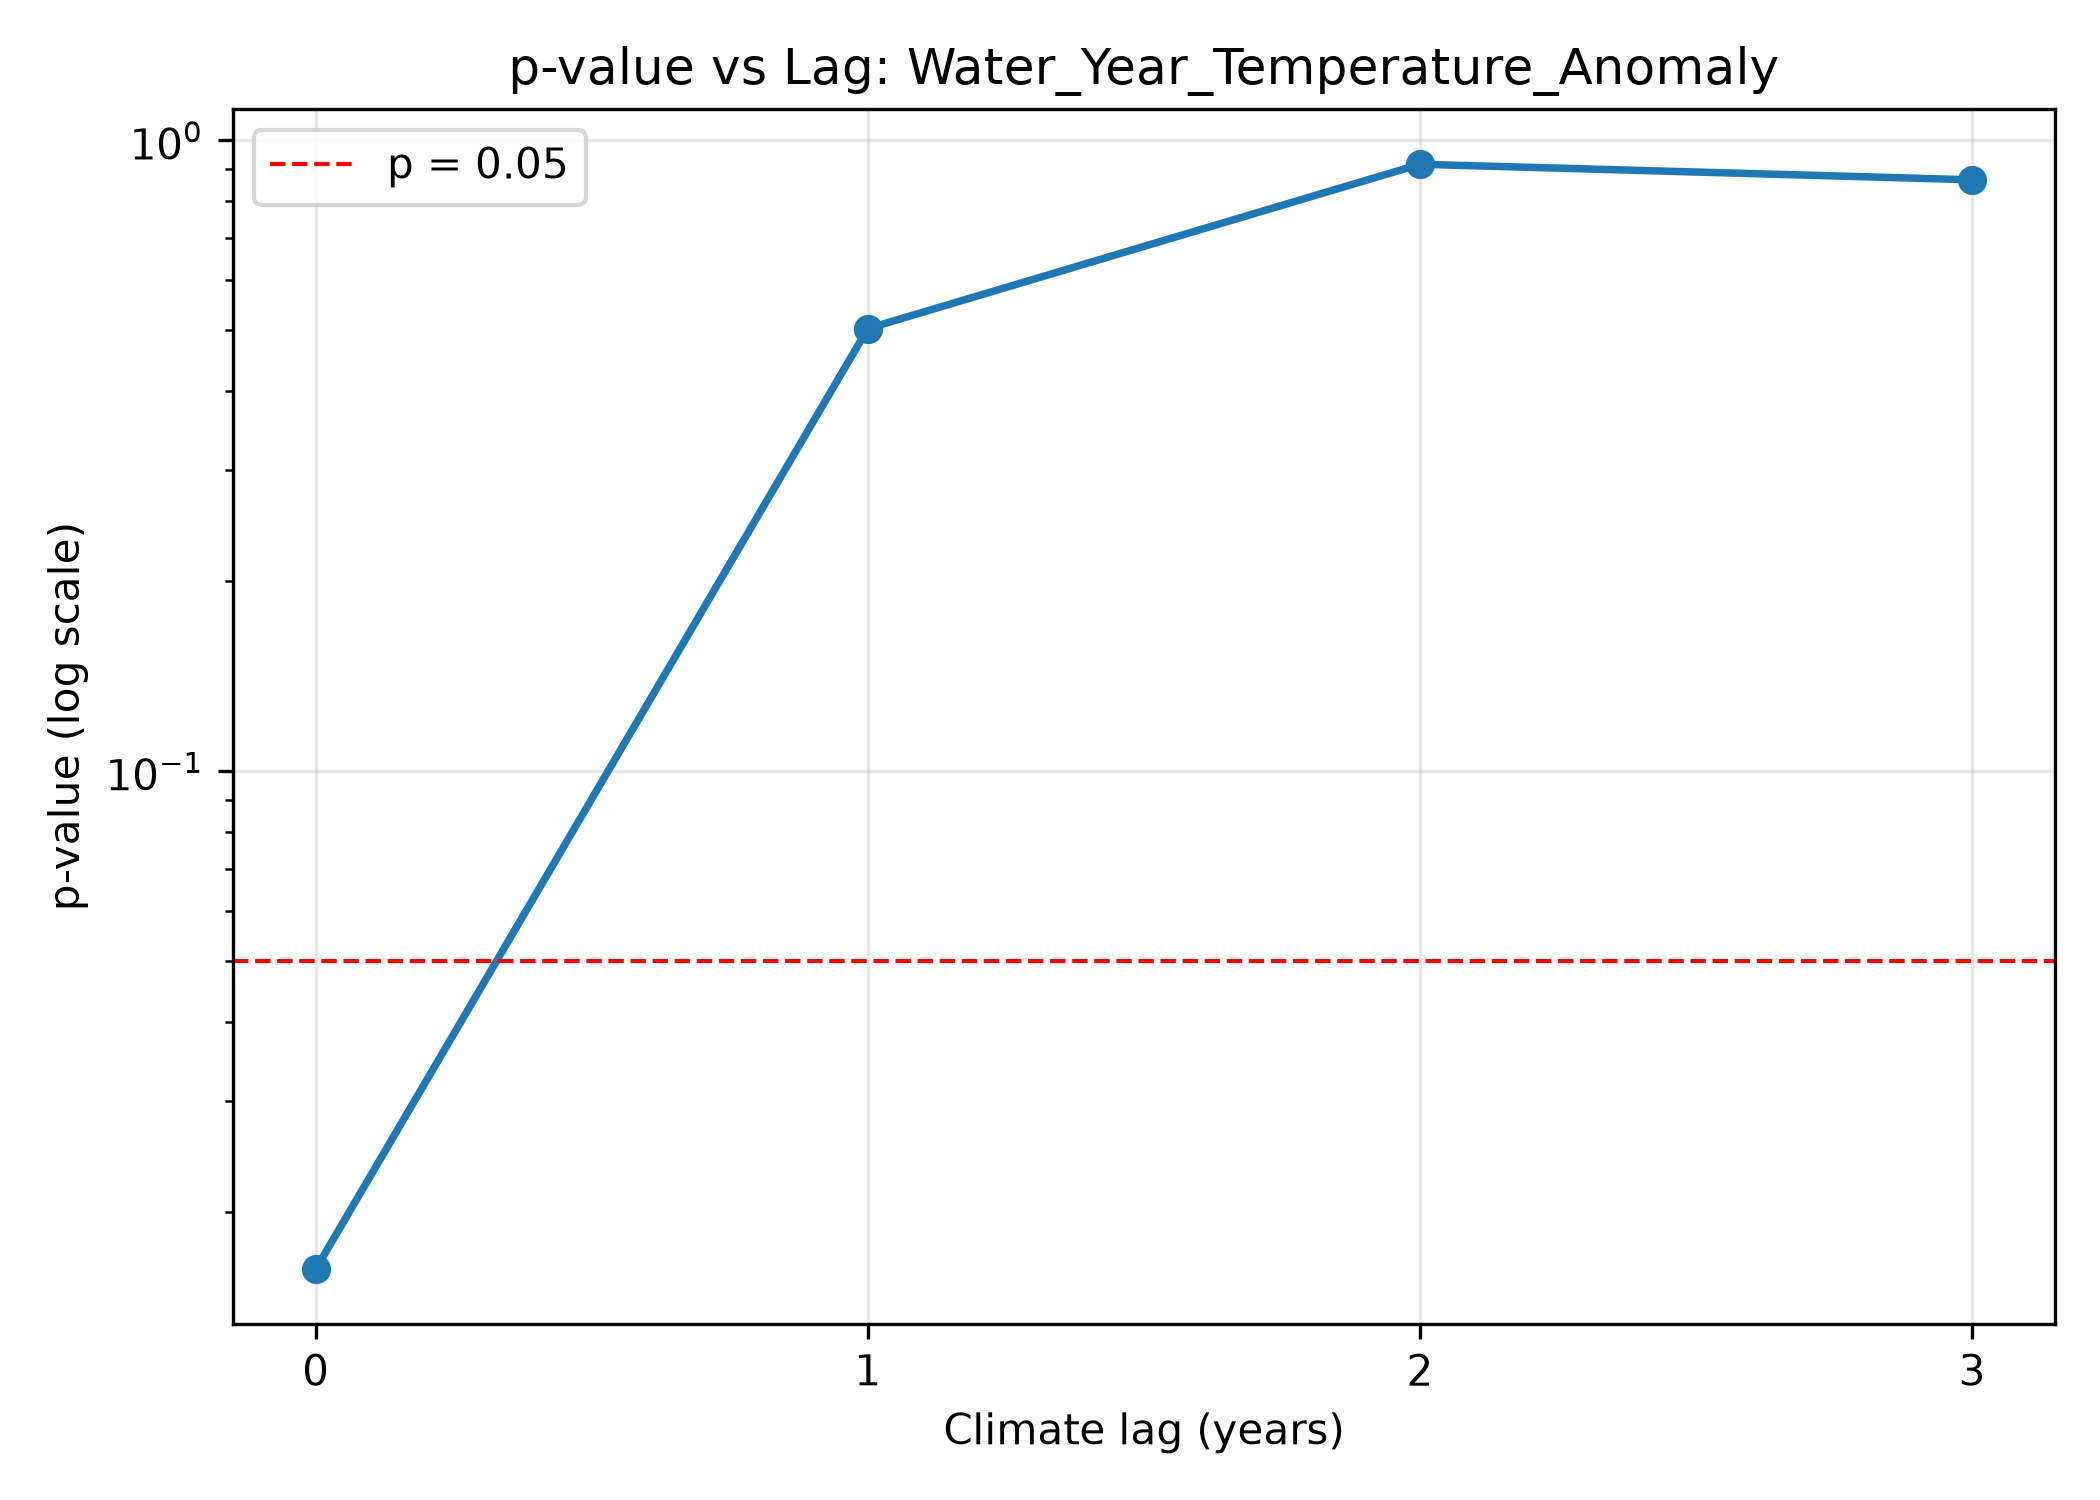 p-value vs Lag: Water_Year_Temperature_Anomaly
p = 0.05
p-value (log scale)
10⁰
10⁻¹
0 1 2 3
Climate lag (years)